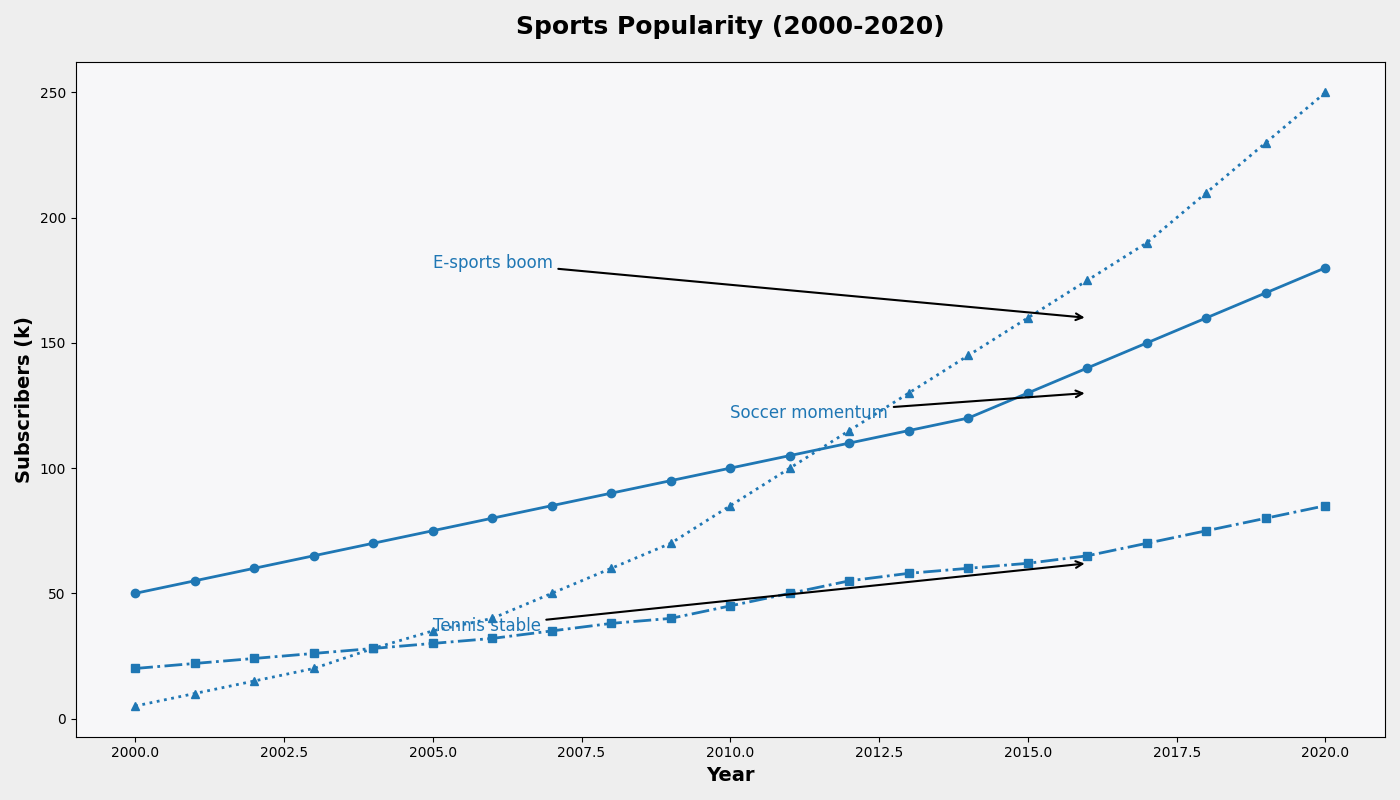 Sports Popularity (2000-2020)
Subscribers (k)
250
200
150
100
50
0
E-sports boom
Soccer momentum
Tennis stable
2000.0
2002.5
2005.0
2007.5
2010.0
2012.5
2015.0
2017.5
2020.0
Year